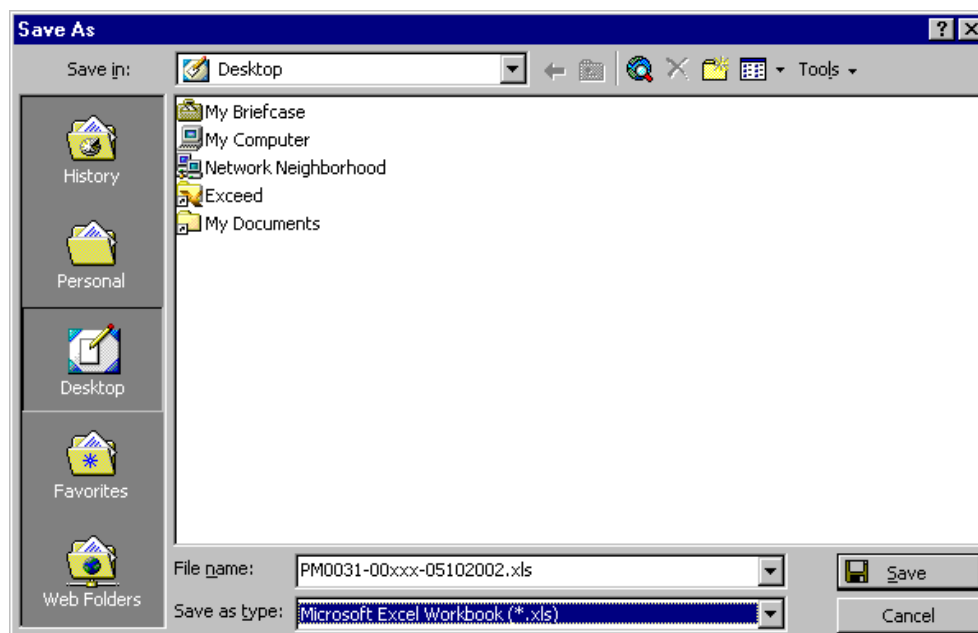 Save As
Save in: Desktop Tools
My Briefcase
My Computer
Network Neighborhood
Exceed
My Documents
History
Personal
Desktop
Favorites
Web Folders
File name: PM0031-00xxx-05102002.xls Save
Save as type: Microsoft Excel Workbook (*.xls) Cancel